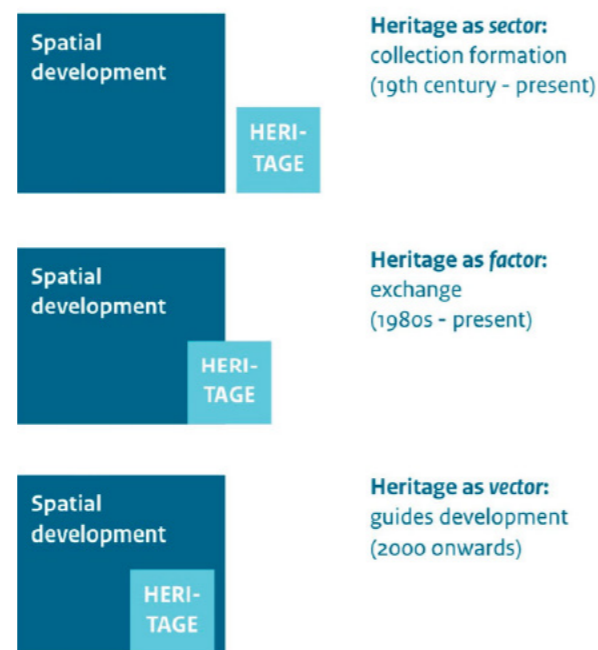 Spatial
development
HERI-
TAGE
Heritage as sector:
collection formation
(19th century - present)
Spatial
development
HERI-
TAGE
Heritage as factor:
exchange
(1980s - present)
Spatial
development
HERI-
TAGE
Heritage as vector:
guides development
(2000 onwards)